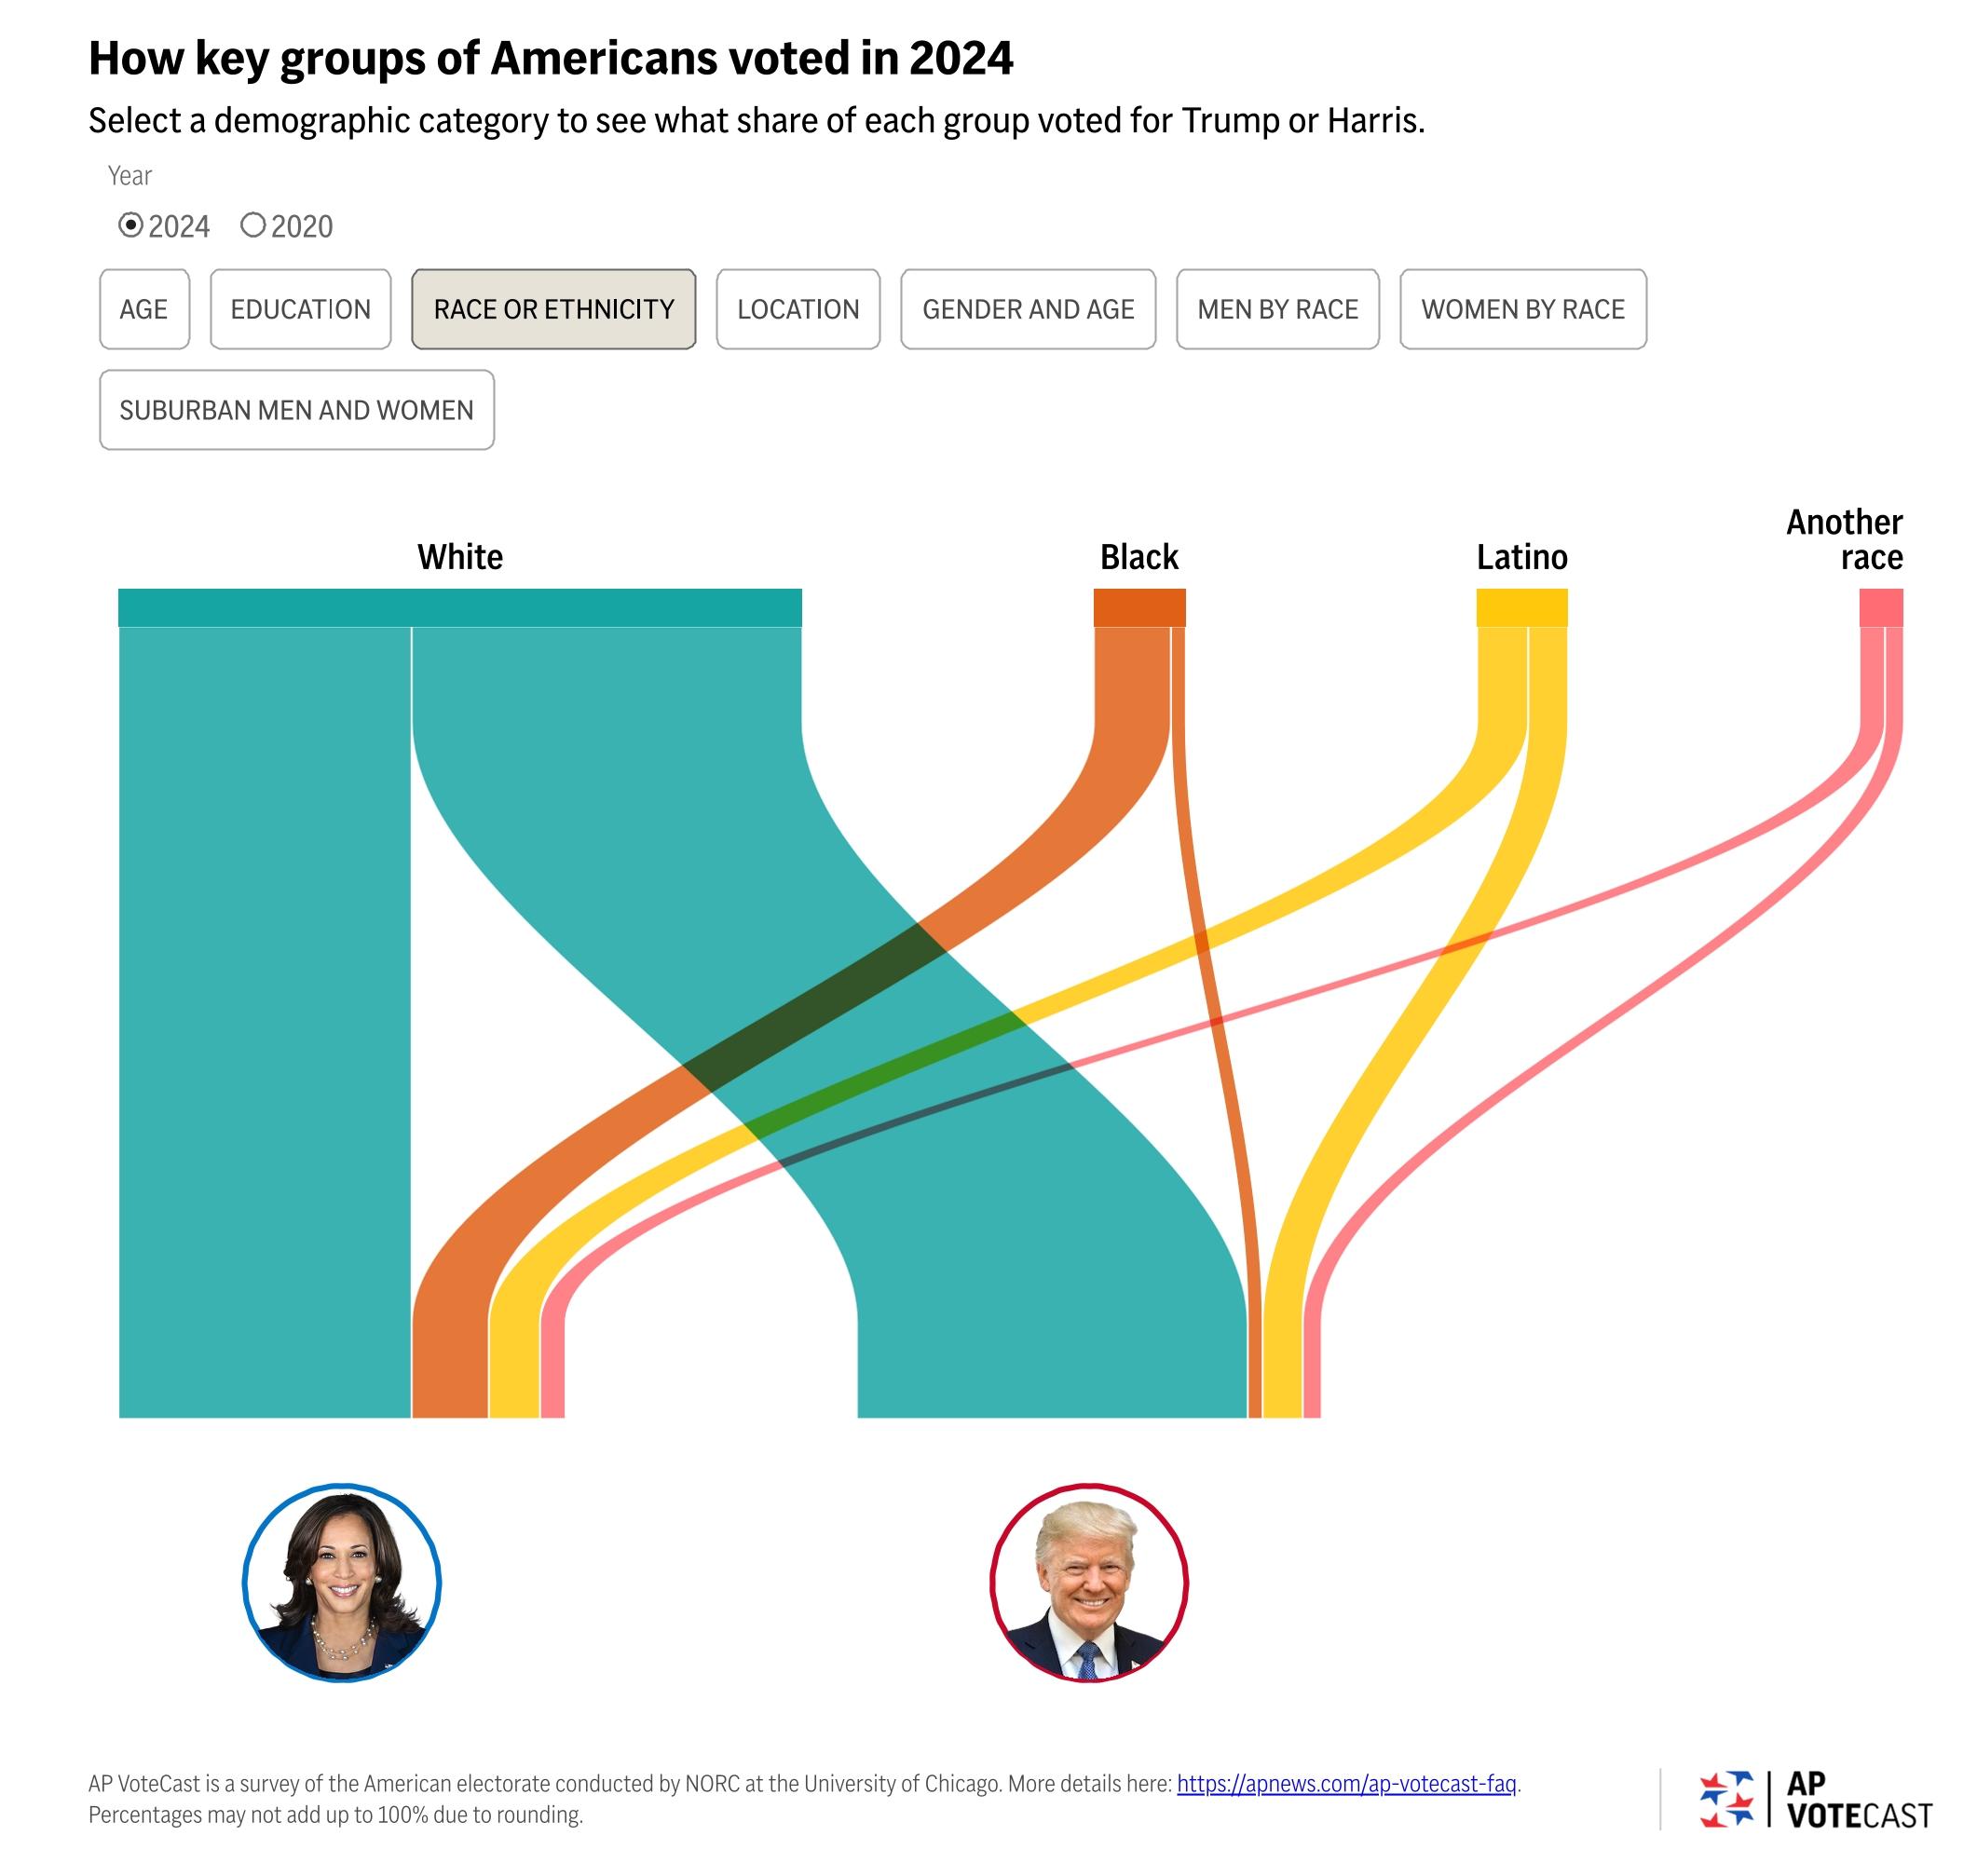 How key groups of Americans voted in 2024
Select a demographic category to see what share of each group voted for Trump or Harris.
Year
2024 2020
AGE EDUCATION RACE OR ETHNICITY LOCATION GENDER AND AGE MEN BY RACE WOMEN BY RACE
SUBURBAN MEN AND WOMEN
White Black Latino Another race
AP VoteCast is a survey of the American electorate conducted by NORC at the University of Chicago. More details here: https://apnews.com/ap-votecast-faq.
Percentages may not add up to 100% due to rounding.
AP
VOTECAST